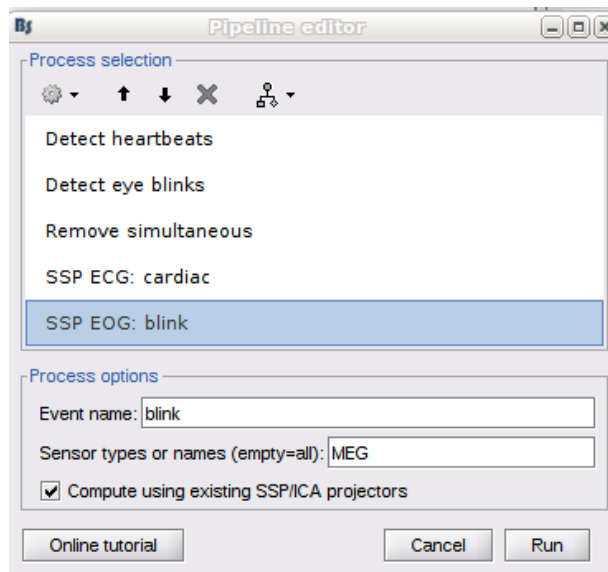 Bs Pipeline editor
Process selection
Detect heartbeats
Detect eye blinks
Remove simultaneous
SSP ECG: cardiac
SSP EOG: blink
Process options
Event name: blink
Sensor types or names (empty=all): MEG
Compute using existing SSP/ICA projectors
Online tutorial Cancel Run